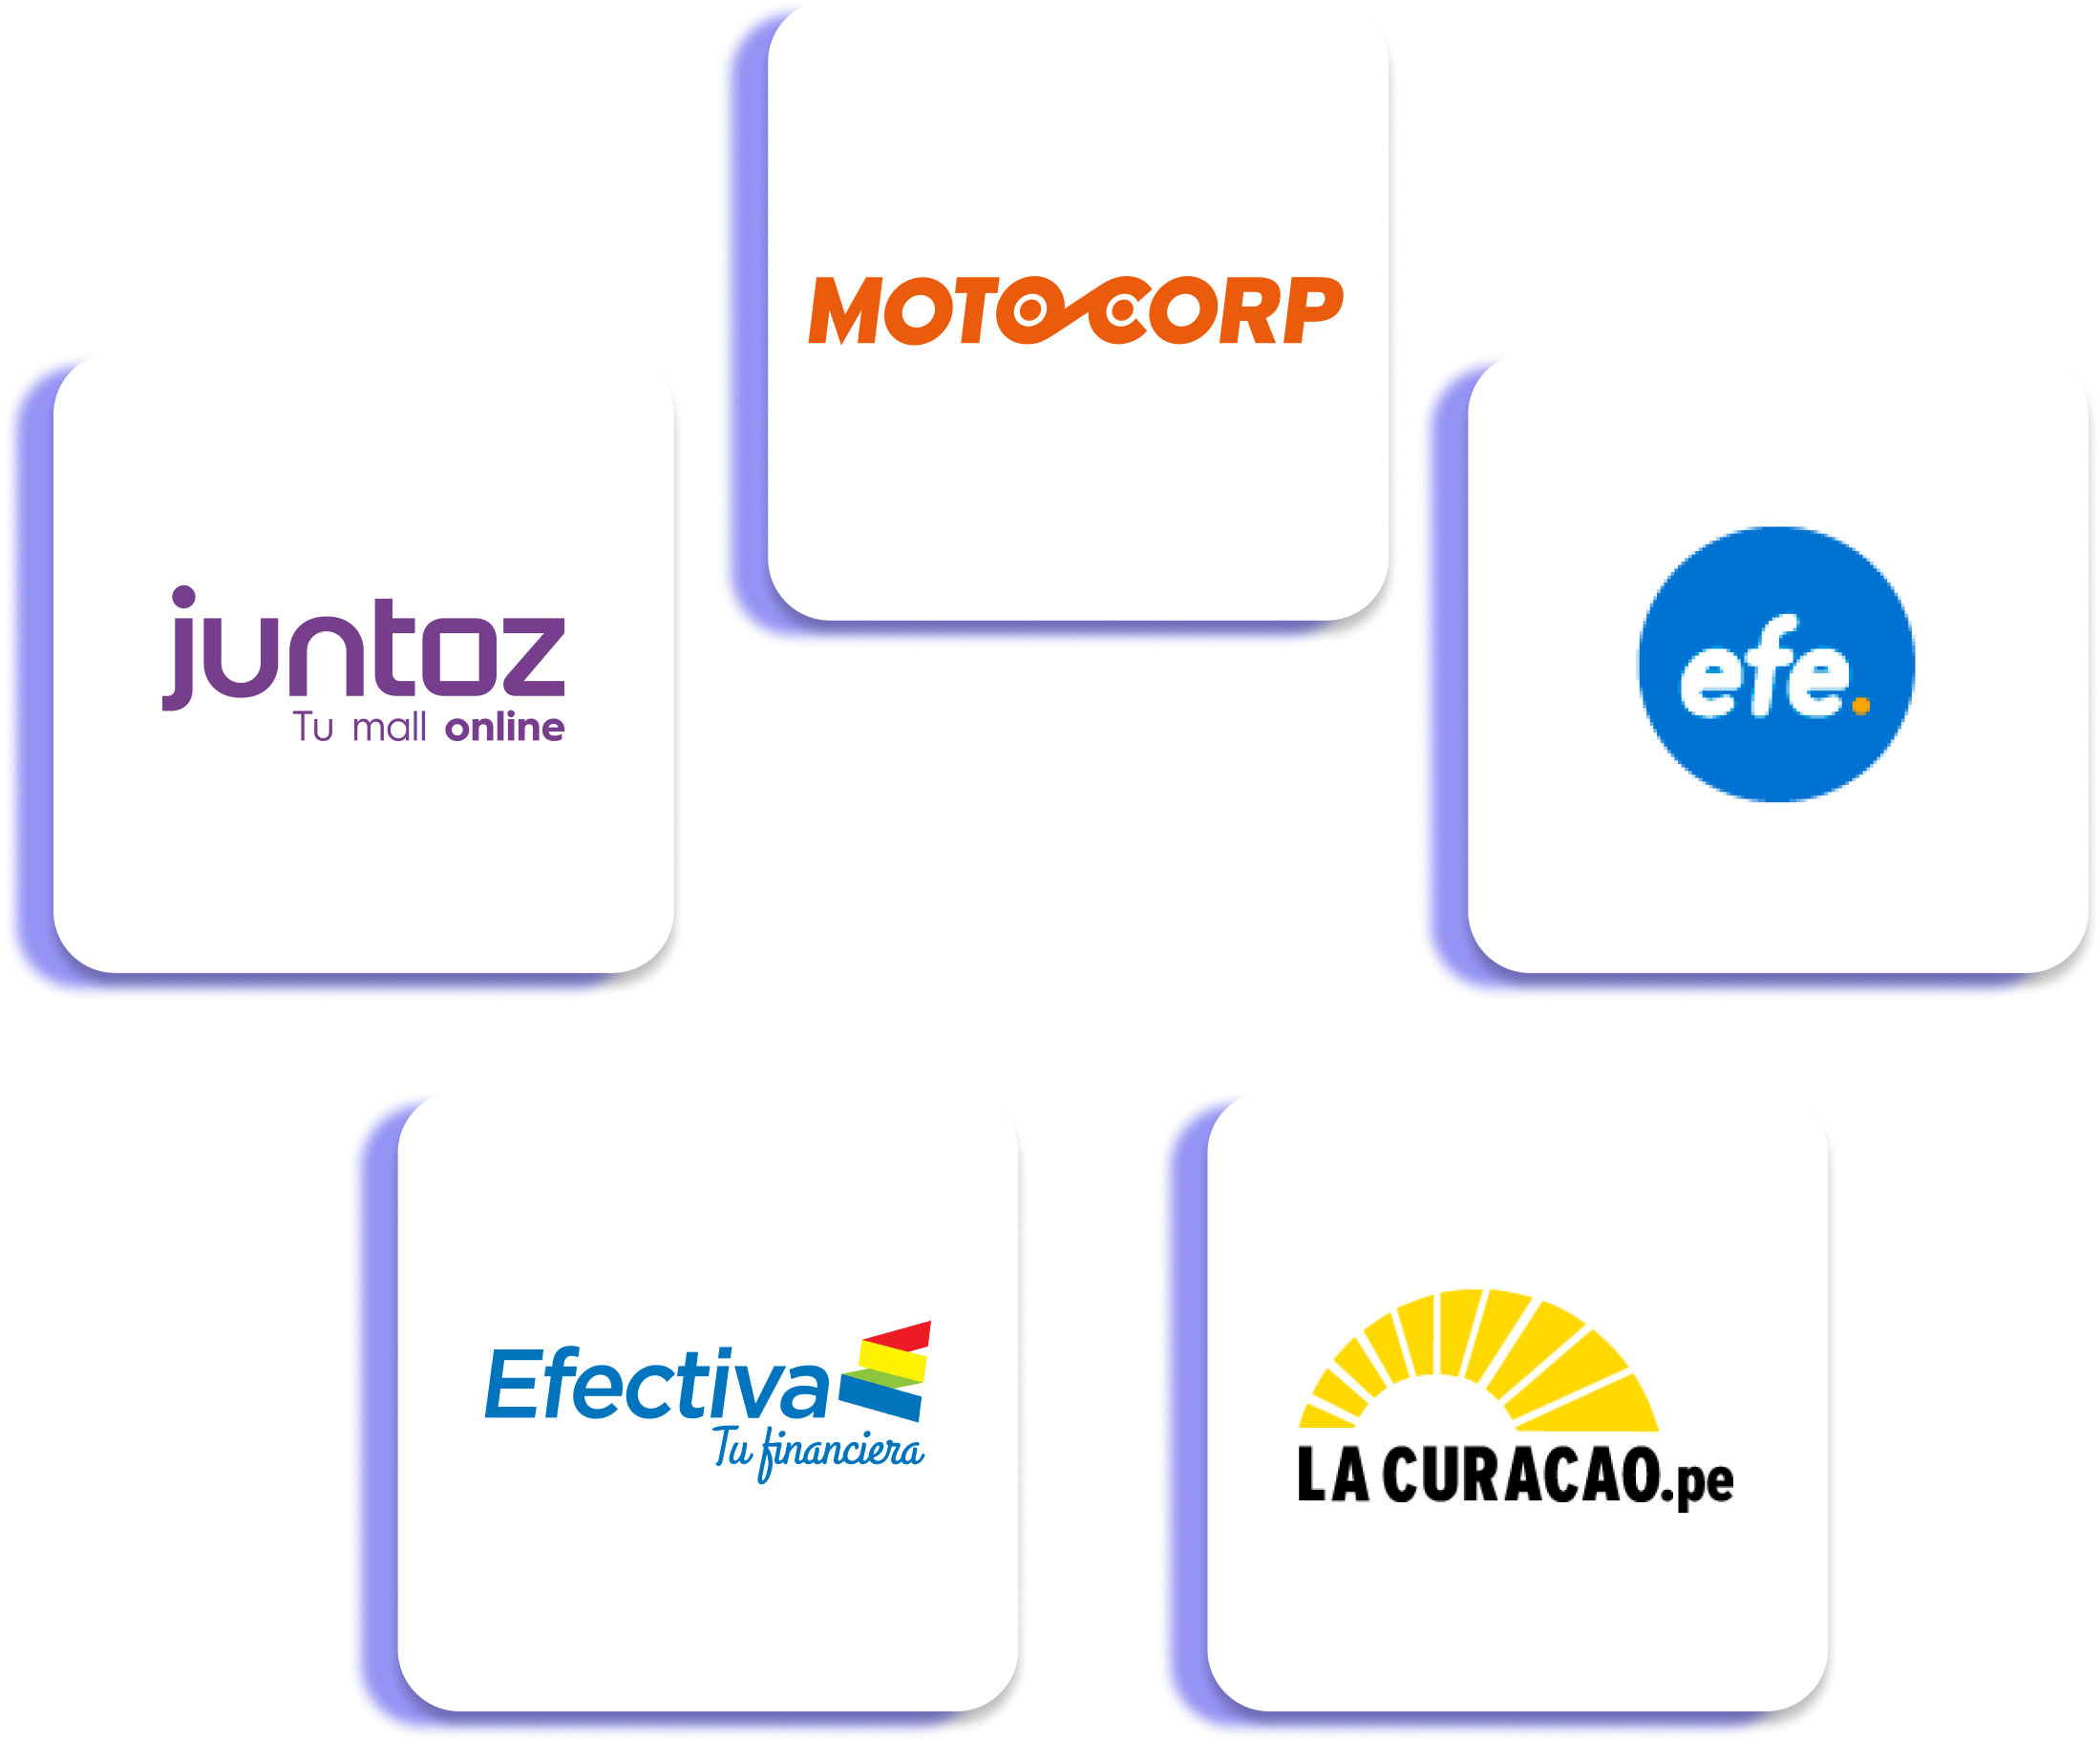 MOTOCORP
juntoz
Tu mall online
efe.
Efectiva
Tu financiera
LA CURACAO.pe